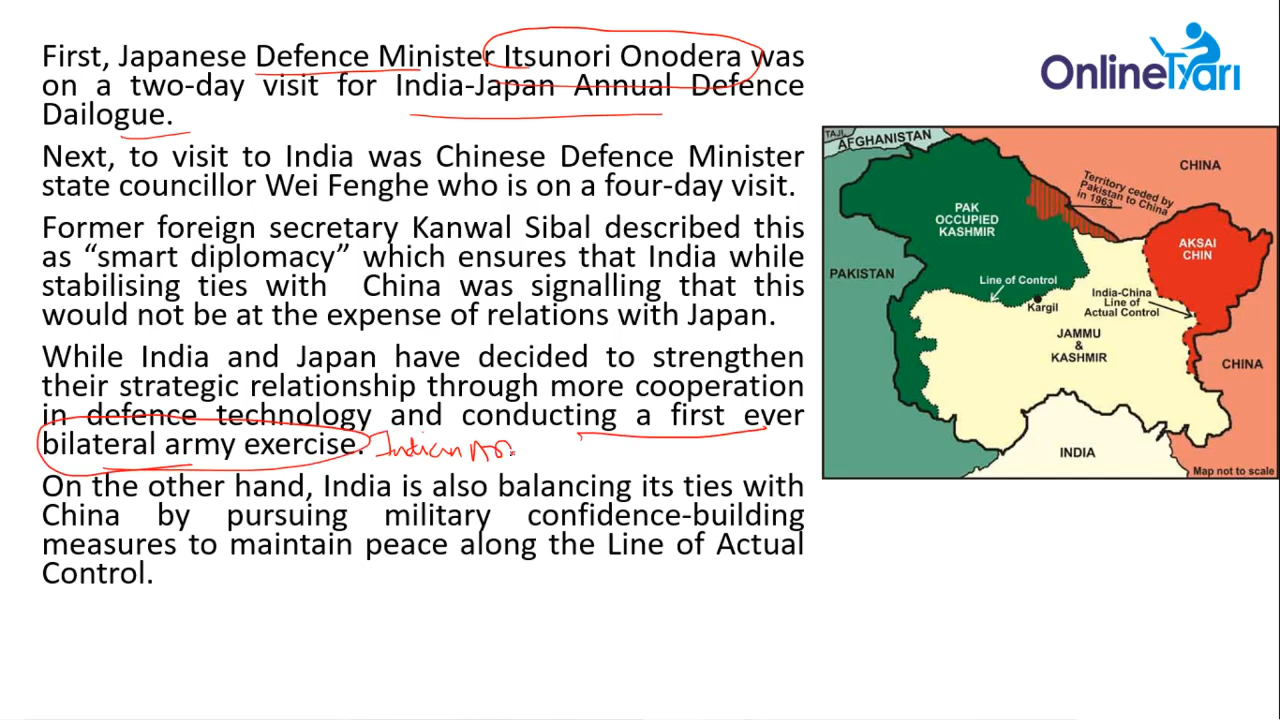 First, Japanese Defence Minister Itsunori Onodera was
on a two-day visit for India-Japan Annual Defence
Dailogue.
Next, to visit to India was Chinese Defence Minister
state councillor Wei Fenghe who is on a four-day visit.
Former foreign secretary Kanwal Sibal described this
as “smart diplomacy” which ensures that India while
stabilising ties with China was signalling that this
would not be at the expense of relations with Japan.
While India and Japan have decided to strengthen
their strategic relationship through more cooperation
in defence technology and conducting a first ever
bilateral army exercise. Indian
On the other hand, India is also balancing its ties with
China by pursuing military confidence-building
measures to maintain peace along the Line of Actual
Control.
OnlineTyari
TAJI.
AFGHANISTAN
CHINA
Territory ceded by
Pakistan to China
in 1963
PAK
OCCUPIED
KASHMIR
AKSAI
CHIN
PAKISTAN
Line of Control
India-China
Line of
Actual Control
Kargil
JAMMU
&
KASHMIR
CHINA
INDIA
Map not to scale